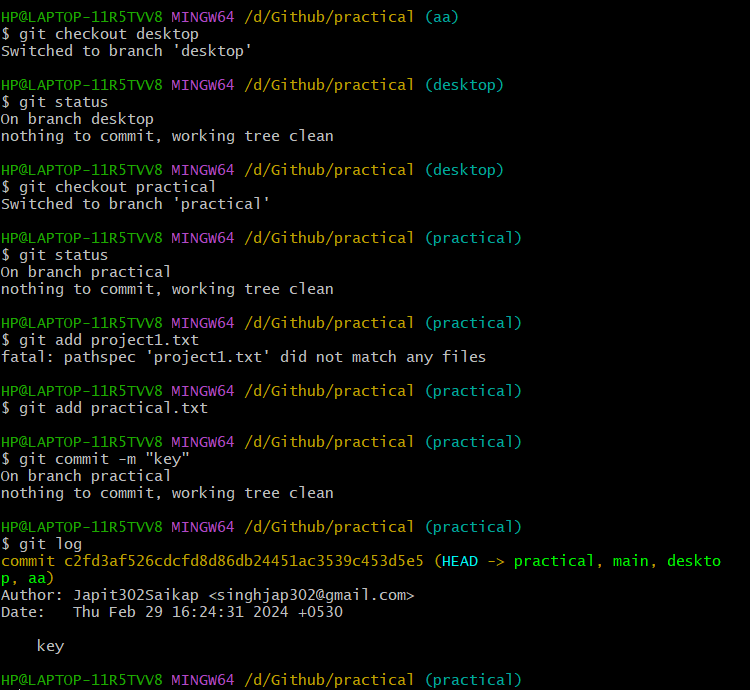 HP@LAPTOP-11R5TVV8 MINGW64 /d/Github/practical (aa)
$ git checkout desktop
Switched to branch 'desktop'
HP@LAPTOP-11R5TVV8 MINGW64 /d/Github/practical (desktop)
$ git status
On branch desktop
nothing to commit, working tree clean
HP@LAPTOP-11R5TVV8 MINGW64 /d/Github/practical (desktop)
$ git checkout practical
Switched to branch 'practical'
HP@LAPTOP-11R5TVV8 MINGW64 /d/Github/practical (practical)
$ git status
On branch practical
nothing to commit, working tree clean
HP@LAPTOP-11R5TVV8 MINGW64 /d/Github/practical (practical)
$ git add project1.txt
fatal: pathspec 'project1.txt' did not match any files
HP@LAPTOP-11R5TVV8 MINGW64 /d/Github/practical (practical)
$ git add practical.txt
HP@LAPTOP-11R5TVV8 MINGW64 /d/Github/practical (practical)
$ git commit -m "key"
On branch practical
nothing to commit, working tree clean
HP@LAPTOP-11R5TVV8 MINGW64 /d/Github/practical (practical)
$ git log
commit c2fd3af526cdcfd8d86db24451ac3539c453d5e5 (HEAD -> practical, main, deskto
p, aa)
Author: Japit302Saikap <singhjap302@gmail.com>
Date:   Thu Feb 29 16:24:31 2024 +0530
    key
HP@LAPTOP-11R5TVV8 MINGW64 /d/Github/practical (practical)